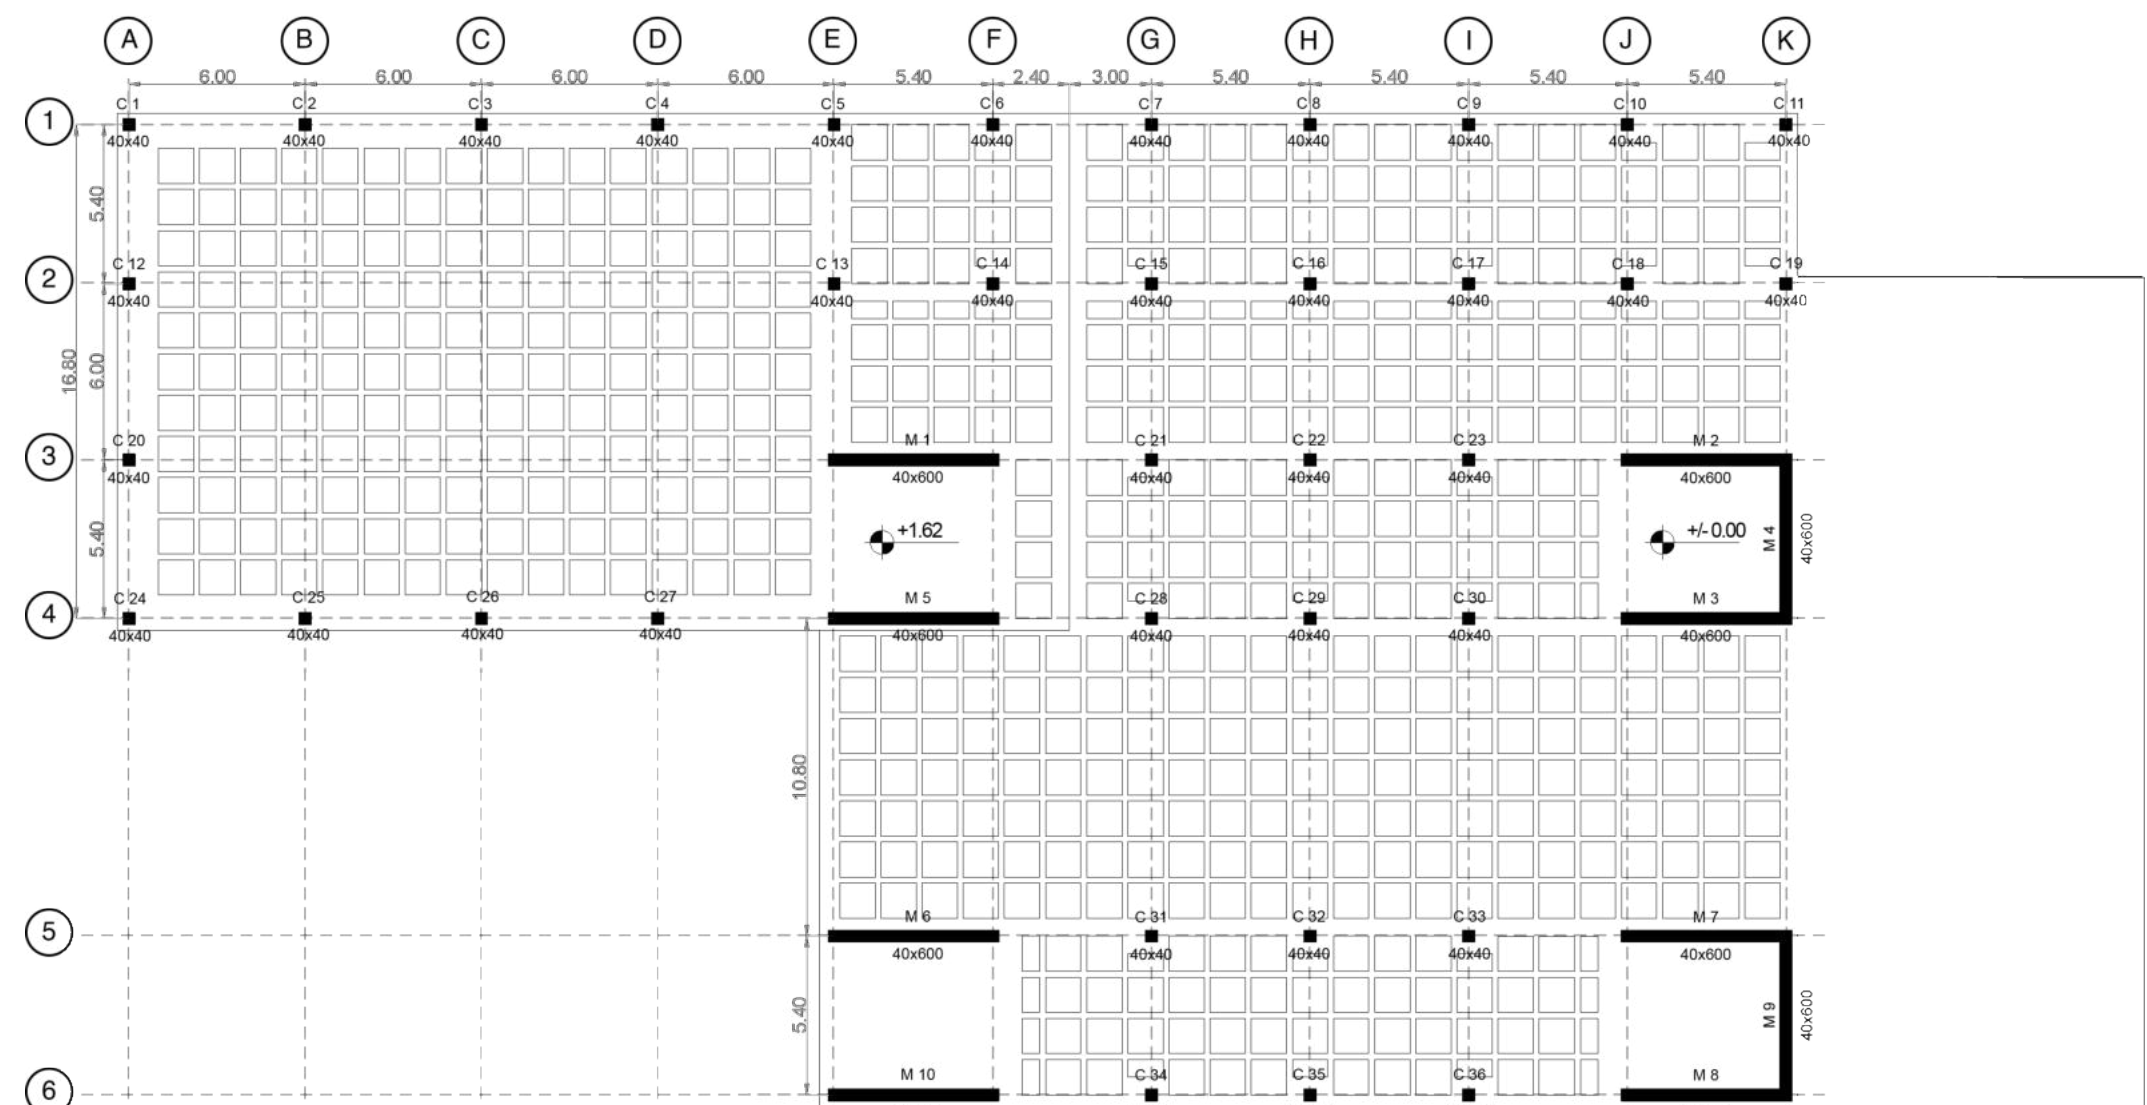 A B C D E F G H I J K
6.00 6.00 6.00 6.00 5.40 2.40 3.00 5.40 5.40 5.40 5.40
C 1 C 2 C 3 C 4 C 5 C 6 C 7 C 8 C 9 C 10 C 11
1
40x40 40x40 40x40 40x40 40x40 40x40 40x40 40x40 40x40 40x40 40x40
5.40
C 12 C 13 C 14 C 15 C 16 C 17 C 18 C 19
2
40x40 40x40 40x40 40x40 40x40 40x40 40x40 40x40
16.80
6.00
C 20 M 1 C 21 C 22 C 23 M 2
3
40x40 40x600 40x40 40x40 40x40 40x600
5.40
+1.62 +/-0.00
M 4
40x600
C 24 C 25 C 26 C 27 M 5 C 28 C 29 C 30 M 3
4
40x40 40x40 40x40 40x40 40x600 40x40 40x40 40x40 40x600
10.80
M 6 C 31 C 32 C 33 M 7
5
40x600 40x40 40x40 40x40 40x600
5.40
M 9
40x600
M 10 C 34 C 35 C 36 M 8
6